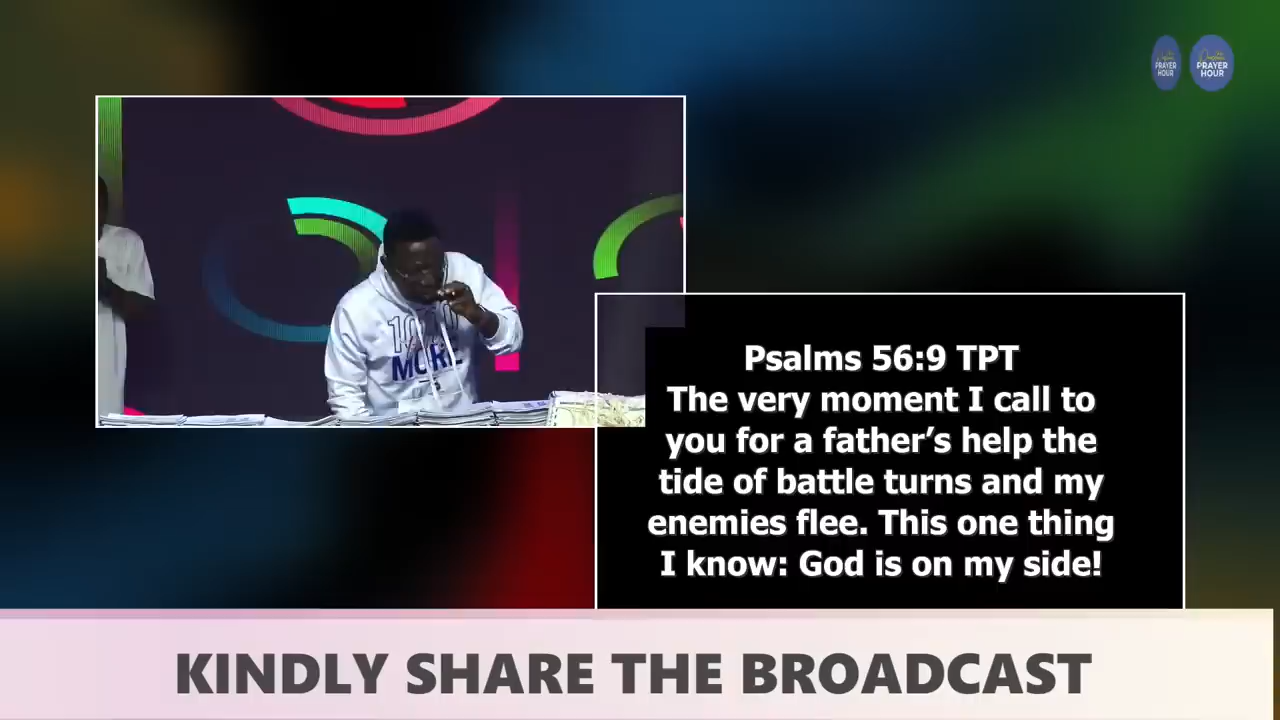 PRAYER
HOUR
PRAYER
HOUR
MORE
Psalms 56:9 TPT
The very moment I call to
you for a father’s help the
tide of battle turns and my
enemies flee. This one thing
I know: God is on my side!
KINDLY SHARE THE BROADCAST